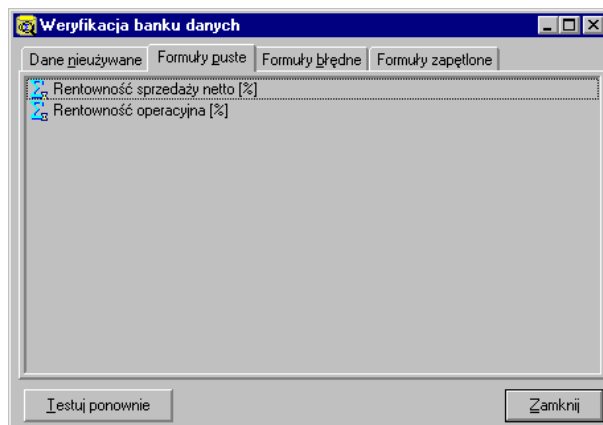 Weryfikacja banku danych
Dane nieużywane Formuły puste Formuły błędne Formuły zapętlone
Rentowność sprzedaży netto [%]
Rentowność operacyjna [%]
Testuj ponownie Zamknij